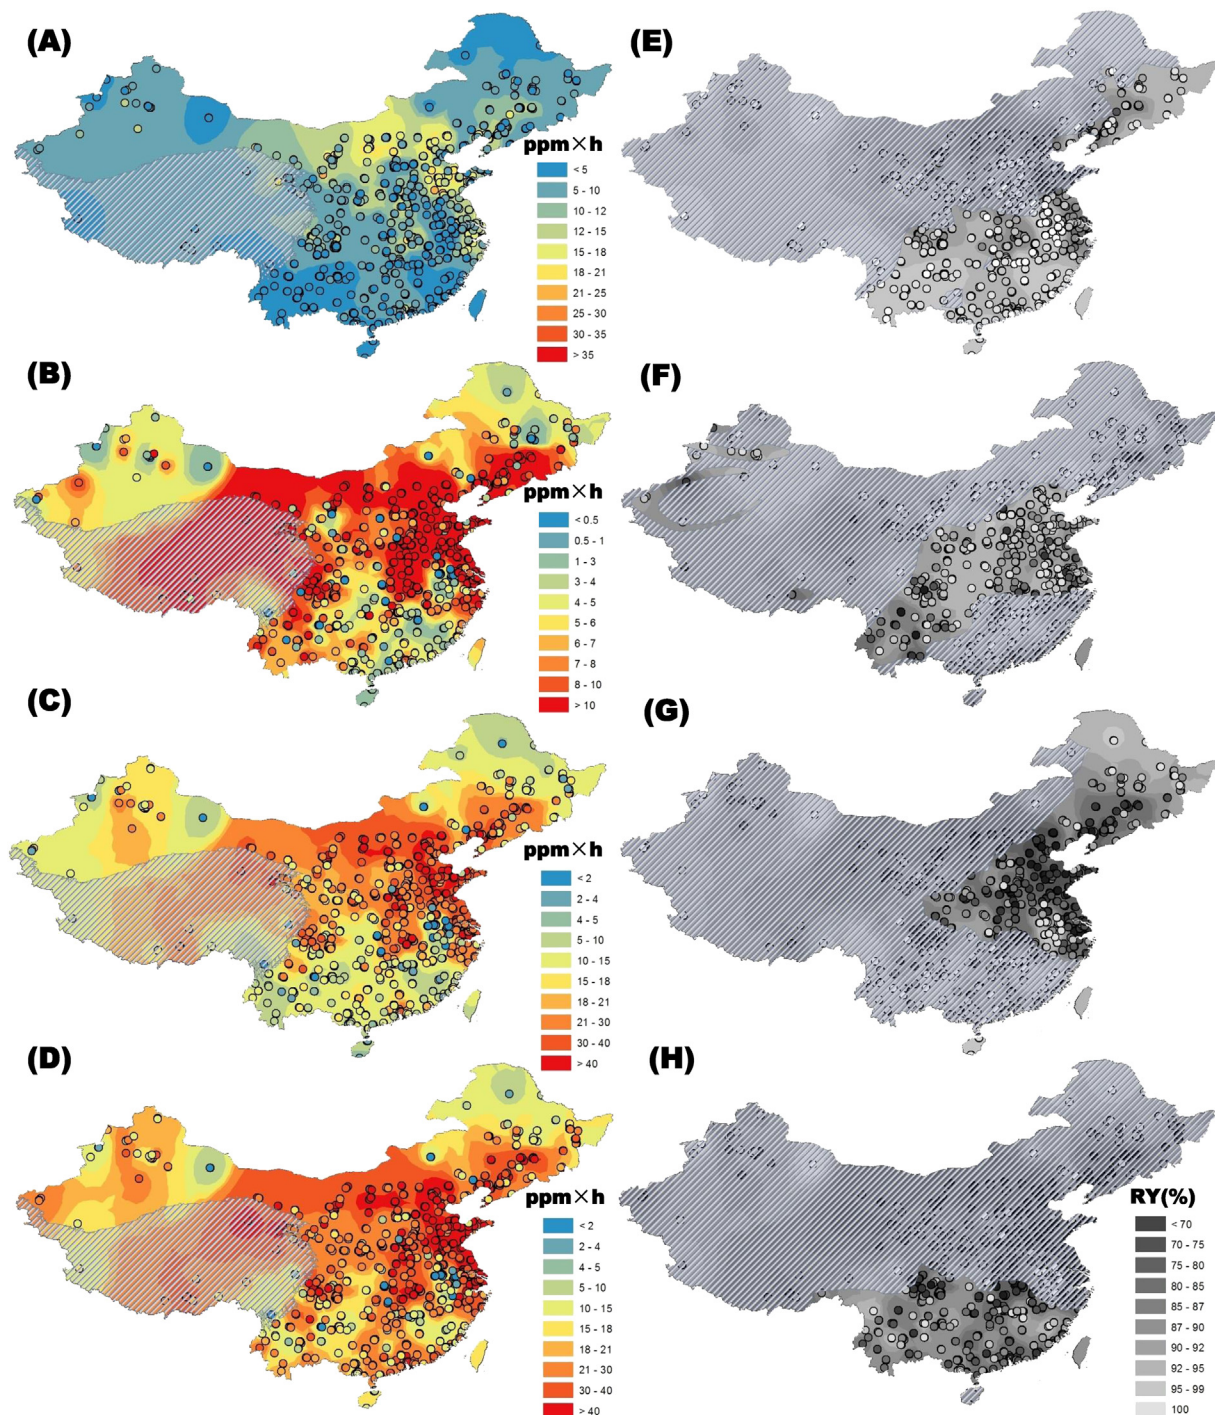 (A)
ppm×h
< 5
5 - 10
10 - 12
12 - 15
15 - 18
18 - 21
21 - 25
25 - 30
30 - 35
> 35
(E)
(B)
ppm×h
< 0.5
0.5 - 1
1 - 3
3 - 4
4 - 5
5 - 6
6 - 7
7 - 8
8 - 10
> 10
(F)
(C)
ppm×h
< 2
2 - 4
4 - 5
5 - 10
10 - 15
15 - 18
18 - 21
21 - 30
30 - 40
> 40
(G)
(D)
ppm×h
< 2
2 - 4
4 - 5
5 - 10
10 - 15
15 - 18
18 - 21
21 - 30
30 - 40
> 40
(H)
RY(%)
< 70
70 - 75
75 - 80
80 - 85
85 - 87
87 - 90
90 - 92
92 - 95
95 - 99
100